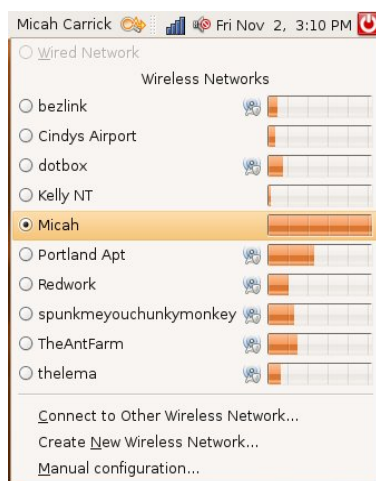 Micah Carrick Fri Nov 2, 3:10 PM
Wired Network
Wireless Networks
bezlink
Cindys Airport
dotbox
Kelly NT
Micah
Portland Apt
Redwork
spunkmeyouchunkymonkey
TheAntFarm
thelema
Connect to Other Wireless Network...
Create New Wireless Network...
Manual configuration...